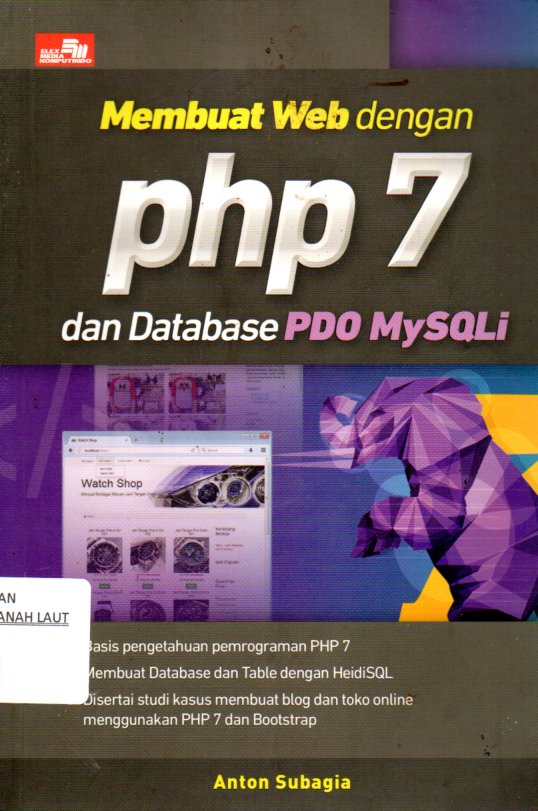 ELEX
MEDIA
KOMPUTINDO
Membuat Web dengan
php 7
dan Database PDO MySQLi
Watch Shop
Watch Shop
AN
ANAH LAUT
Basis pengetahuan pemrograman PHP 7
Membuat Database dan Table dengan HeidiSQL
Disertai studi kasus membuat blog dan toko online
menggunakan PHP 7 dan Bootstrap
Anton Subagia